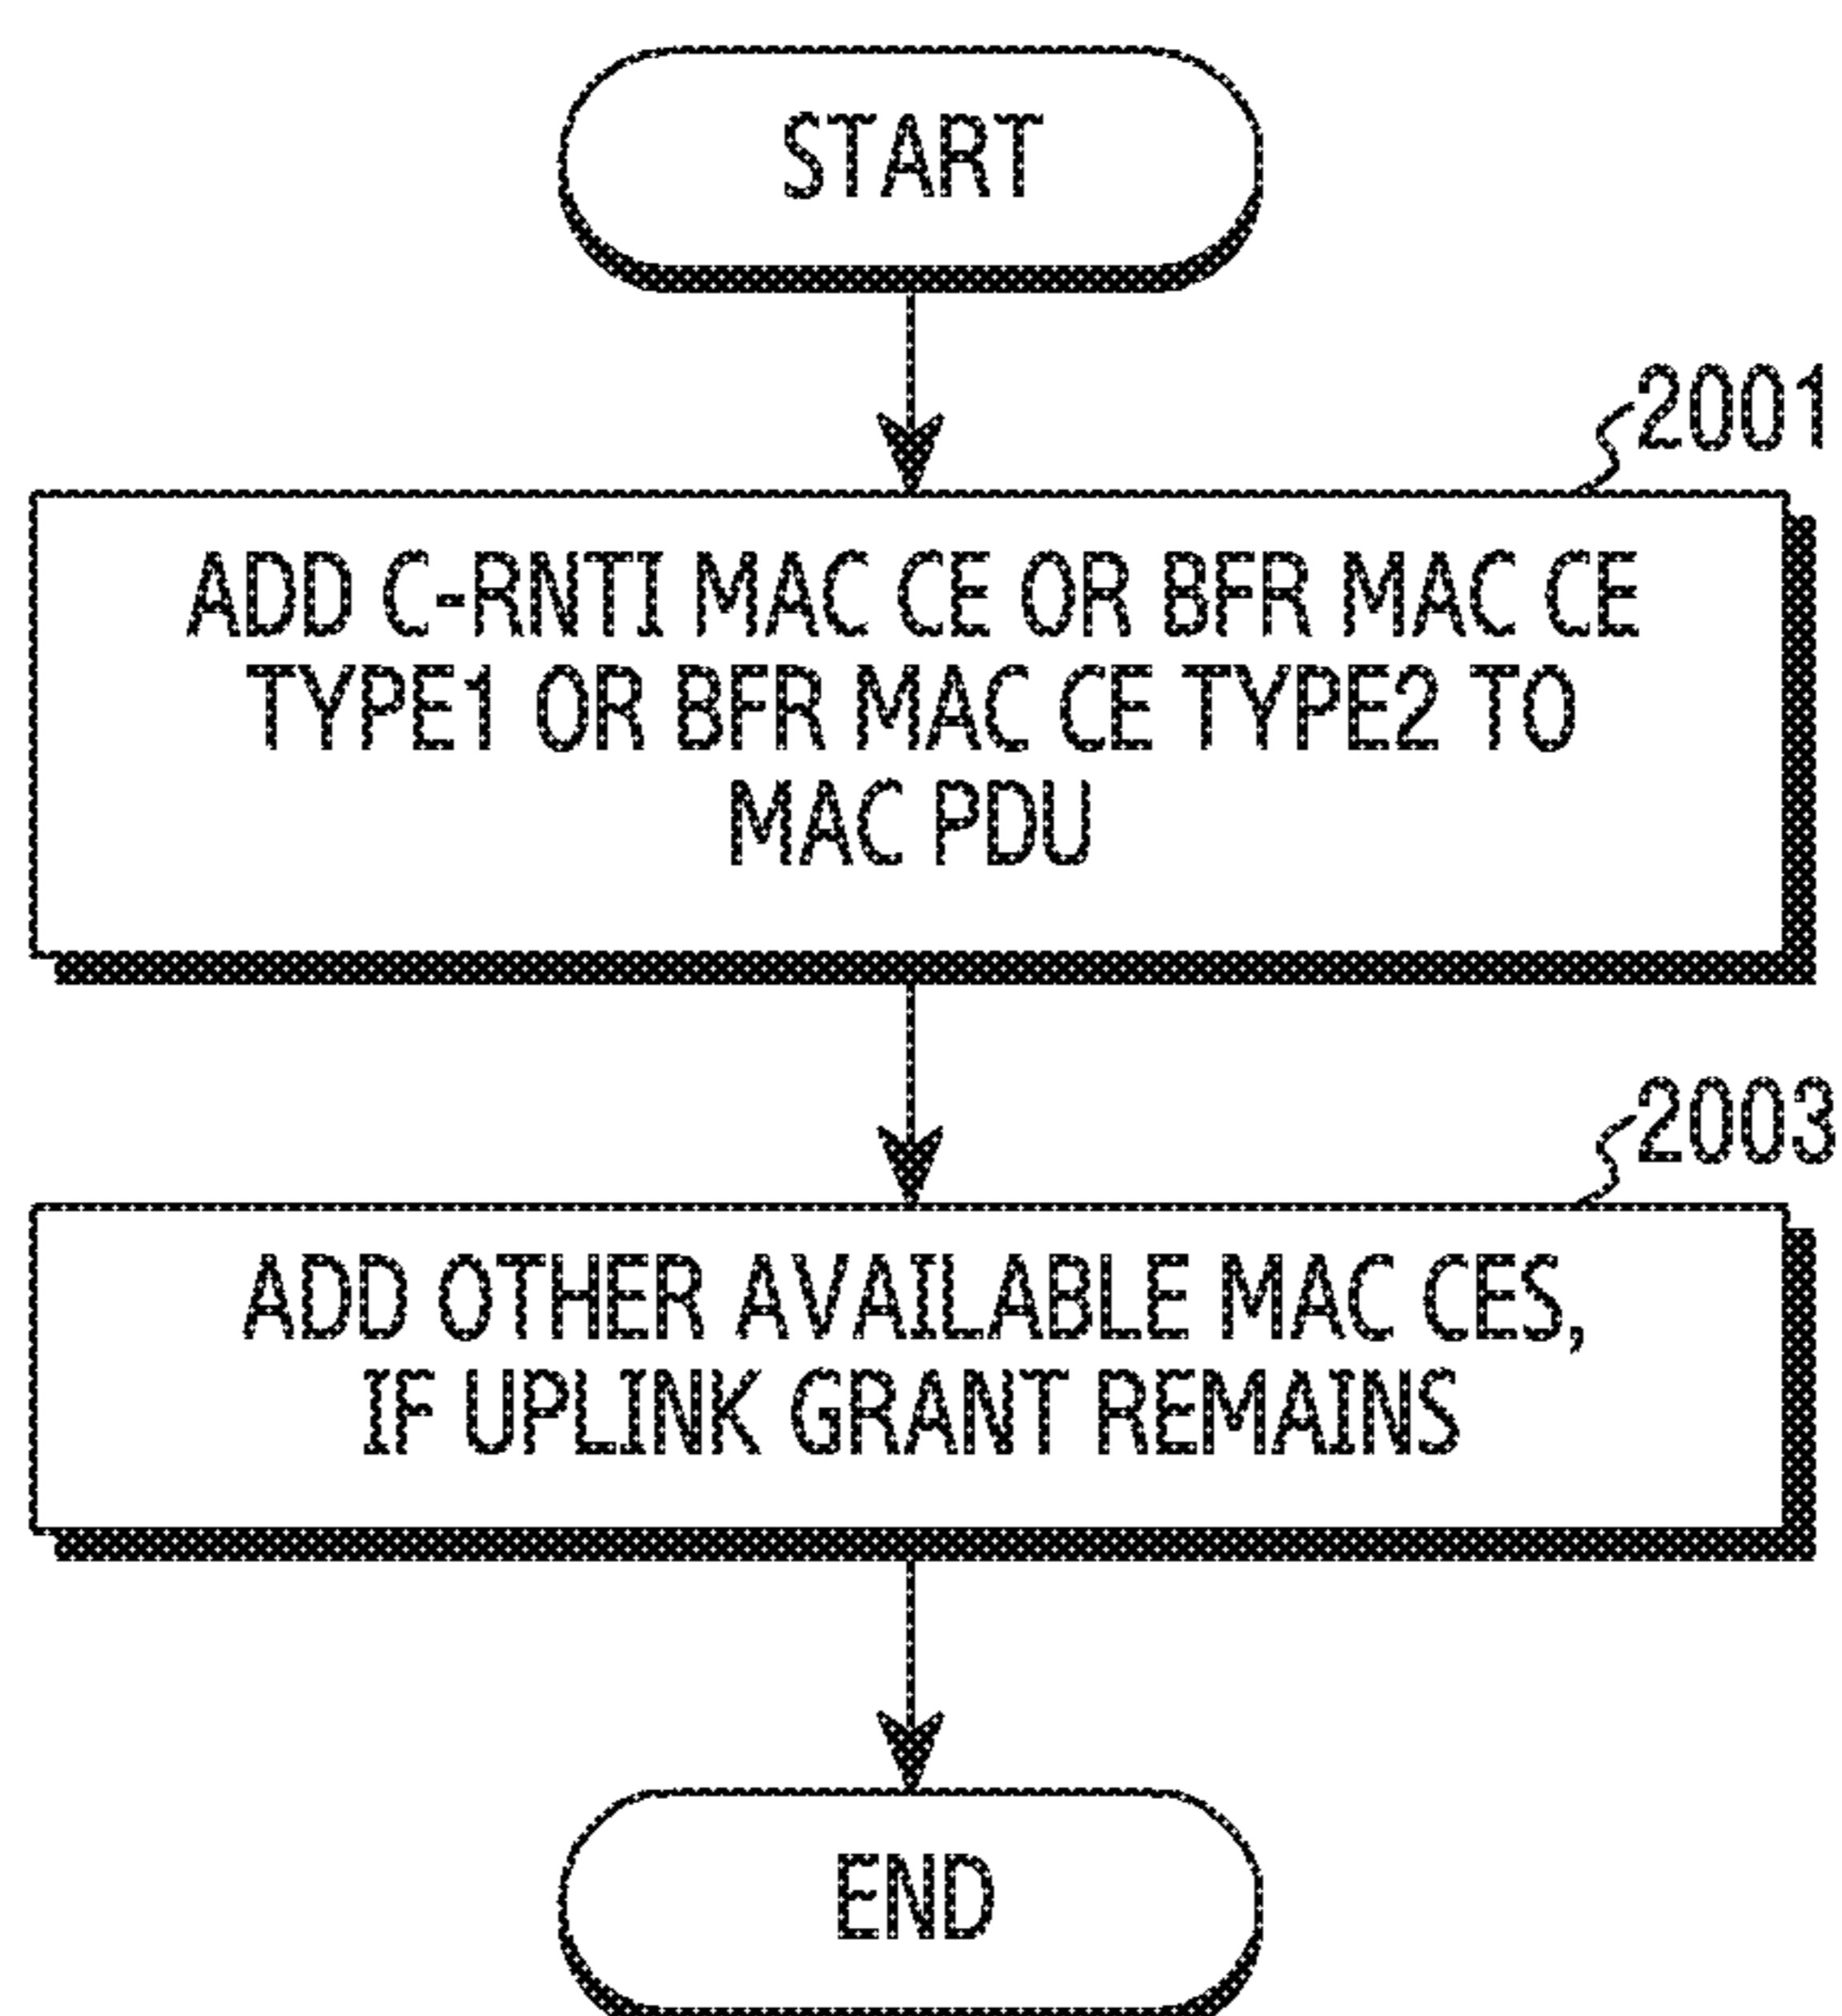 START
2001
ADD C-RNTI MAC CE OR BFR MAC CE
TYPE1 OR BFR MAC CE TYPE2 TO
MAC PDU
2003
ADD OTHER AVAILABLE MAC CES,
IF UPLINK GRANT REMAINS
END